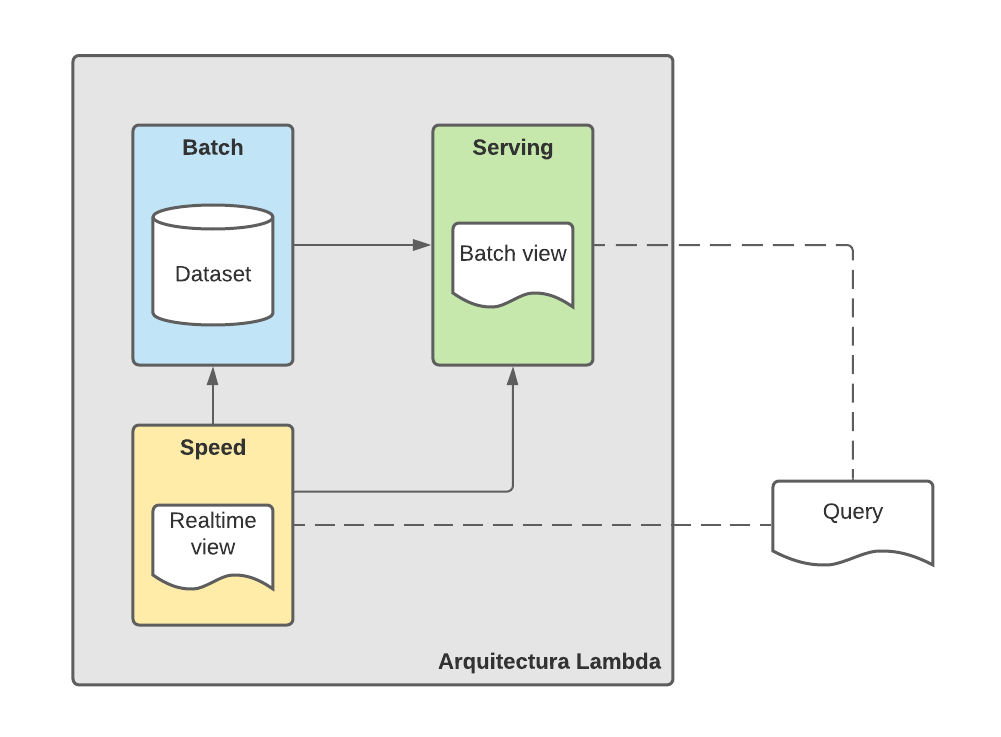 Batch
Dataset
Serving
Batch view
Speed
Realtime
view
Query
Arquitectura Lambda